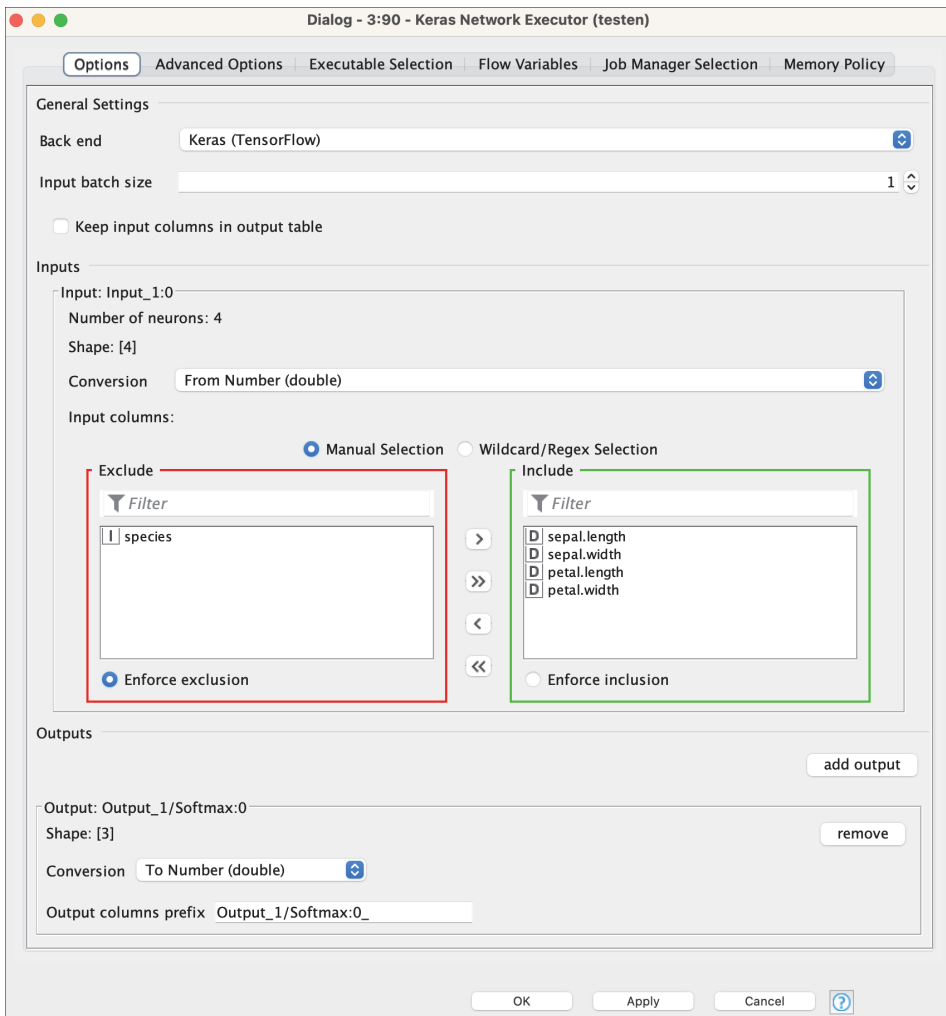 Dialog - 3:90 - Keras Network Executor (testen)
Options Advanced Options Executable Selection Flow Variables Job Manager Selection Memory Policy
General Settings
Back end Keras (TensorFlow)
Input batch size 1
Keep input columns in output table
Inputs
Input: Input_1:0
Number of neurons: 4
Shape: [4]
Conversion From Number (double)
Input columns:
Manual Selection Wildcard/Regex Selection
Exclude Include
Filter Filter
I species D sepal.length
D sepal.width
D petal.length
D petal.width
Enforce exclusion Enforce inclusion
Outputs
add output
Output: Output_1/Softmax:0
Shape: [3] remove
Conversion To Number (double)
Output columns prefix Output_1/Softmax:0_
OK Apply Cancel ?